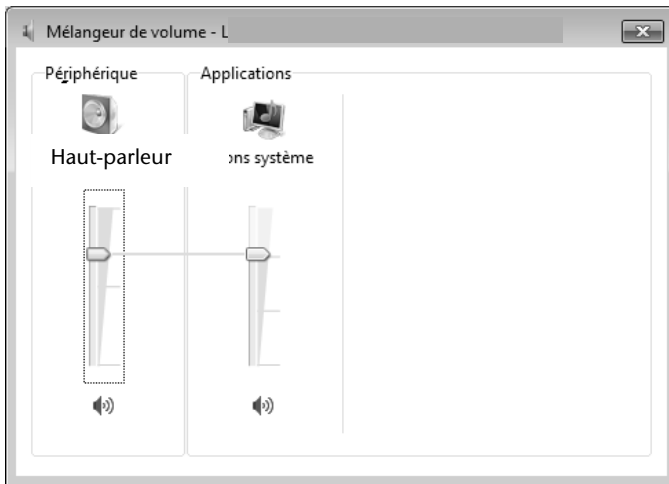 Mélangeur de volume - L
Périphérique
Applications
Haut-parleur
ons système